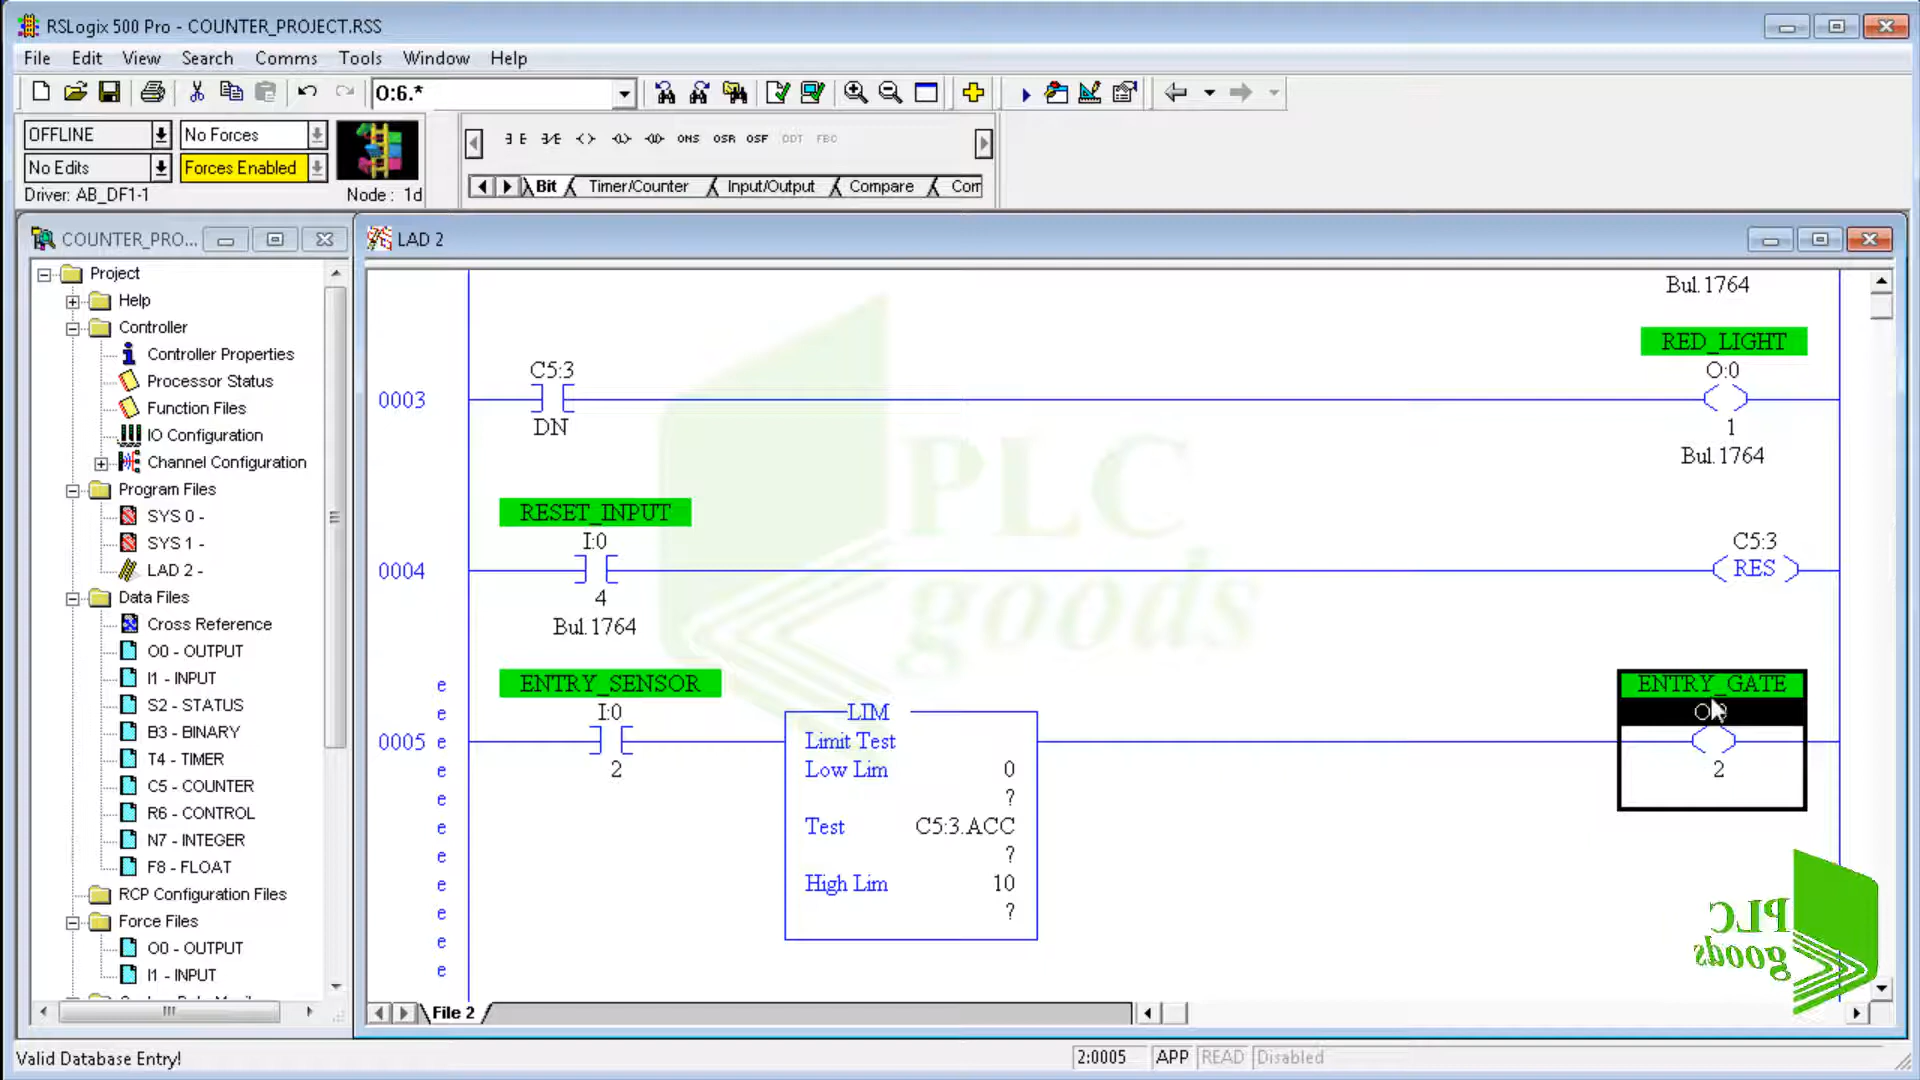 RSLogix 500 Pro - COUNTER_PROJECT.RSS
File Edit View Search Comms Tools Window Help
O:6.*
OFFLINE No Forces
No Edits Forces Enabled
Driver: AB_DF1-1 Node : 1d
ONS OSR OSF ODT FBC
Bit Timer/Counter Input/Output Compare Com
COUNTER_PRO...
Project
Help
Controller
Controller Properties
Processor Status
Function Files
IO Configuration
Channel Configuration
Program Files
SYS 0 -
SYS 1 -
LAD 2 -
Data Files
Cross Reference
O0 - OUTPUT
I1 - INPUT
S2 - STATUS
B3 - BINARY
T4 - TIMER
C5 - COUNTER
R6 - CONTROL
N7 - INTEGER
F8 - FLOAT
RCP Configuration Files
Force Files
O0 - OUTPUT
I1 - INPUT
LAD 2
Bul.1764
RED_LIGHT
C5:3 O:0
0003
DN 1
Bul.1764
RESET_INPUT
I:0 C5:3
0004 RES
4
Bul.1764
e ENTRY_SENSOR ENTRY_GATE
e I:0 LIM
0005 e Limit Test
e 2 Low Lim 0 2
e ?
e Test C5:3.ACC
e ?
e High Lim 10
e ?
e
e
PLC
goods
PLC
goods
File 2
Valid Database Entry! 2:0005 APP READ Disabled